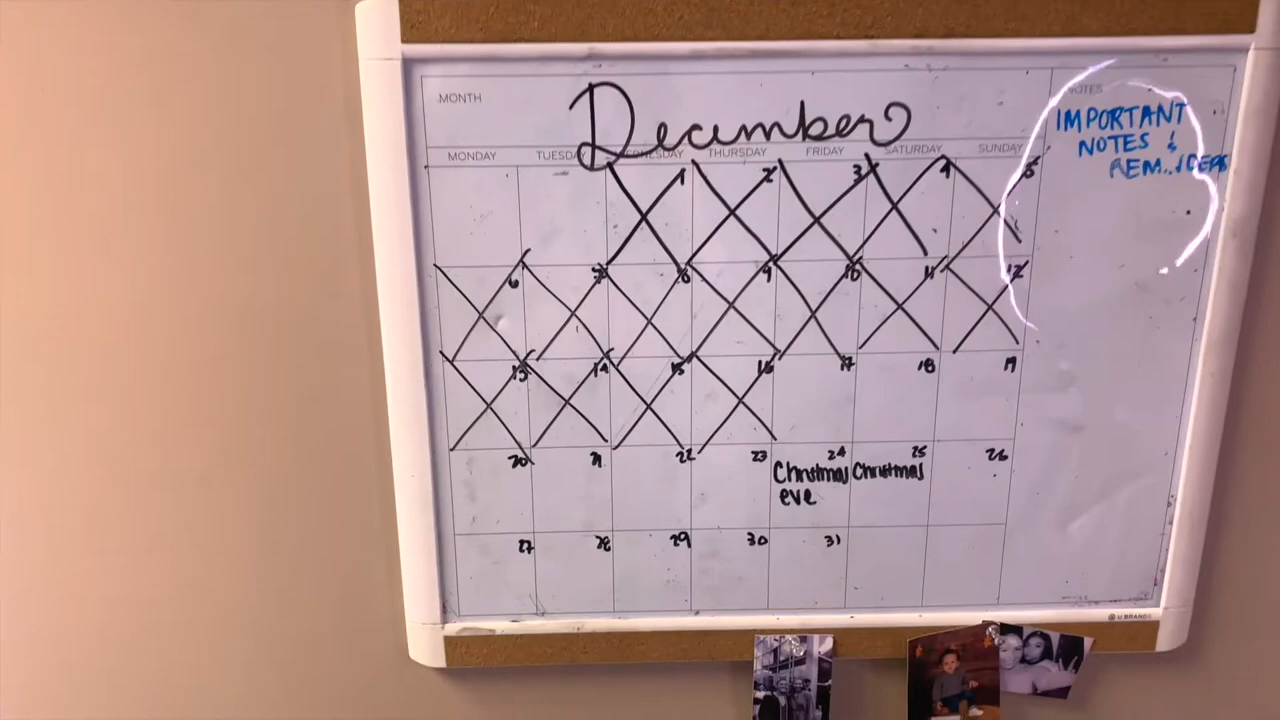 MONTH
December
NOTES
IMPORTANT
NOTES &
MONDAY TUESDAY THURSDAY FRIDAY SATURDAY SUNDAY
1 2 3 4 5
6 7 8 9 10 11 12
13 14 15 16 17 18 19
20 21 22 23 24 25 26
Christmas Christmas
eve
27 28 29 30 31
U BRANDS